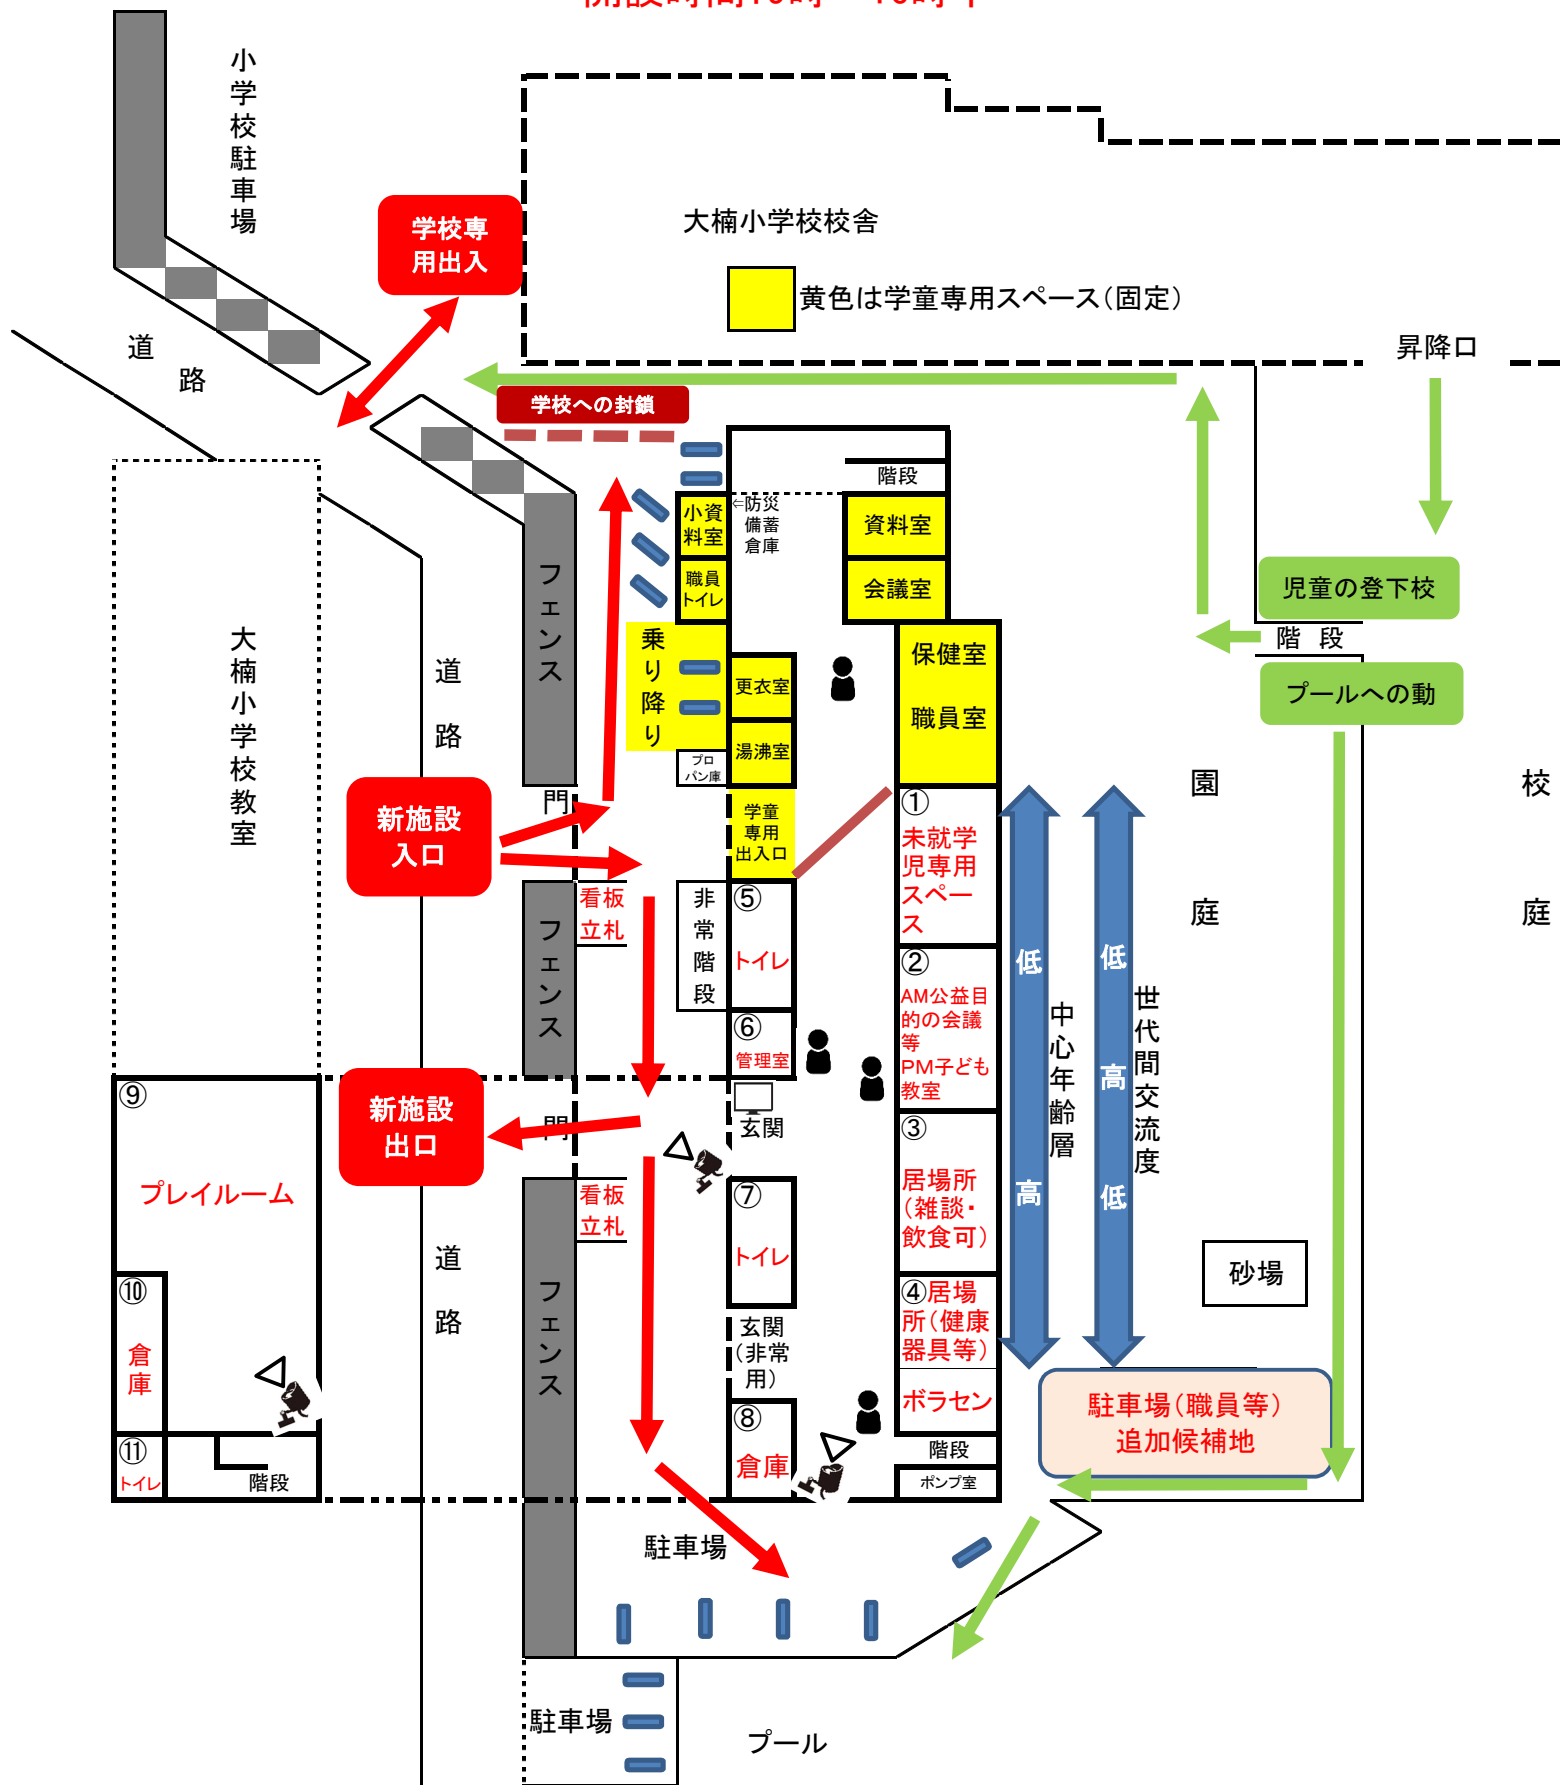 小学校駐車場
学校専
用出入
大楠小学校校舎
黄色は学童専用スペース(固定)
昇降口
道
路
学校への封鎖
階段
小資
料室
⇐防災
備蓄
倉庫
資料室
職員
トイレ
会議室
フェンス
児童の登下校
階 段
大楠小学校教室
道
路
乗り降り
更衣室
保健室
職員室
プールへの動
湯沸室
プロ
パン庫
門
新施設
入口
学童
専用
出入口
①
未就学
児専用
スペー
ス
園
庭
校
庭
看板
立札
フェンス
非常階段
⑤
トイレ
②
AM公益目
的の会議
等
PM子ども
教室
低
低
中心年齢層
世代間交流度
⑥
管理室
高
⑨
プレイルーム
新施設
出口
門
玄関
③
居場所
(雑談・
飲食可)
高
低
看板
立札
⑦
トイレ
道
路
フェンス
砂場
⑩
倉庫
玄関
(非常
用)
④居場
所(健康
器具等)
ボラセン
駐車場(職員等)
追加候補地
⑧
倉庫
⑪
トイレ
階段
階段
ポンプ室
駐車場
駐車場
プール